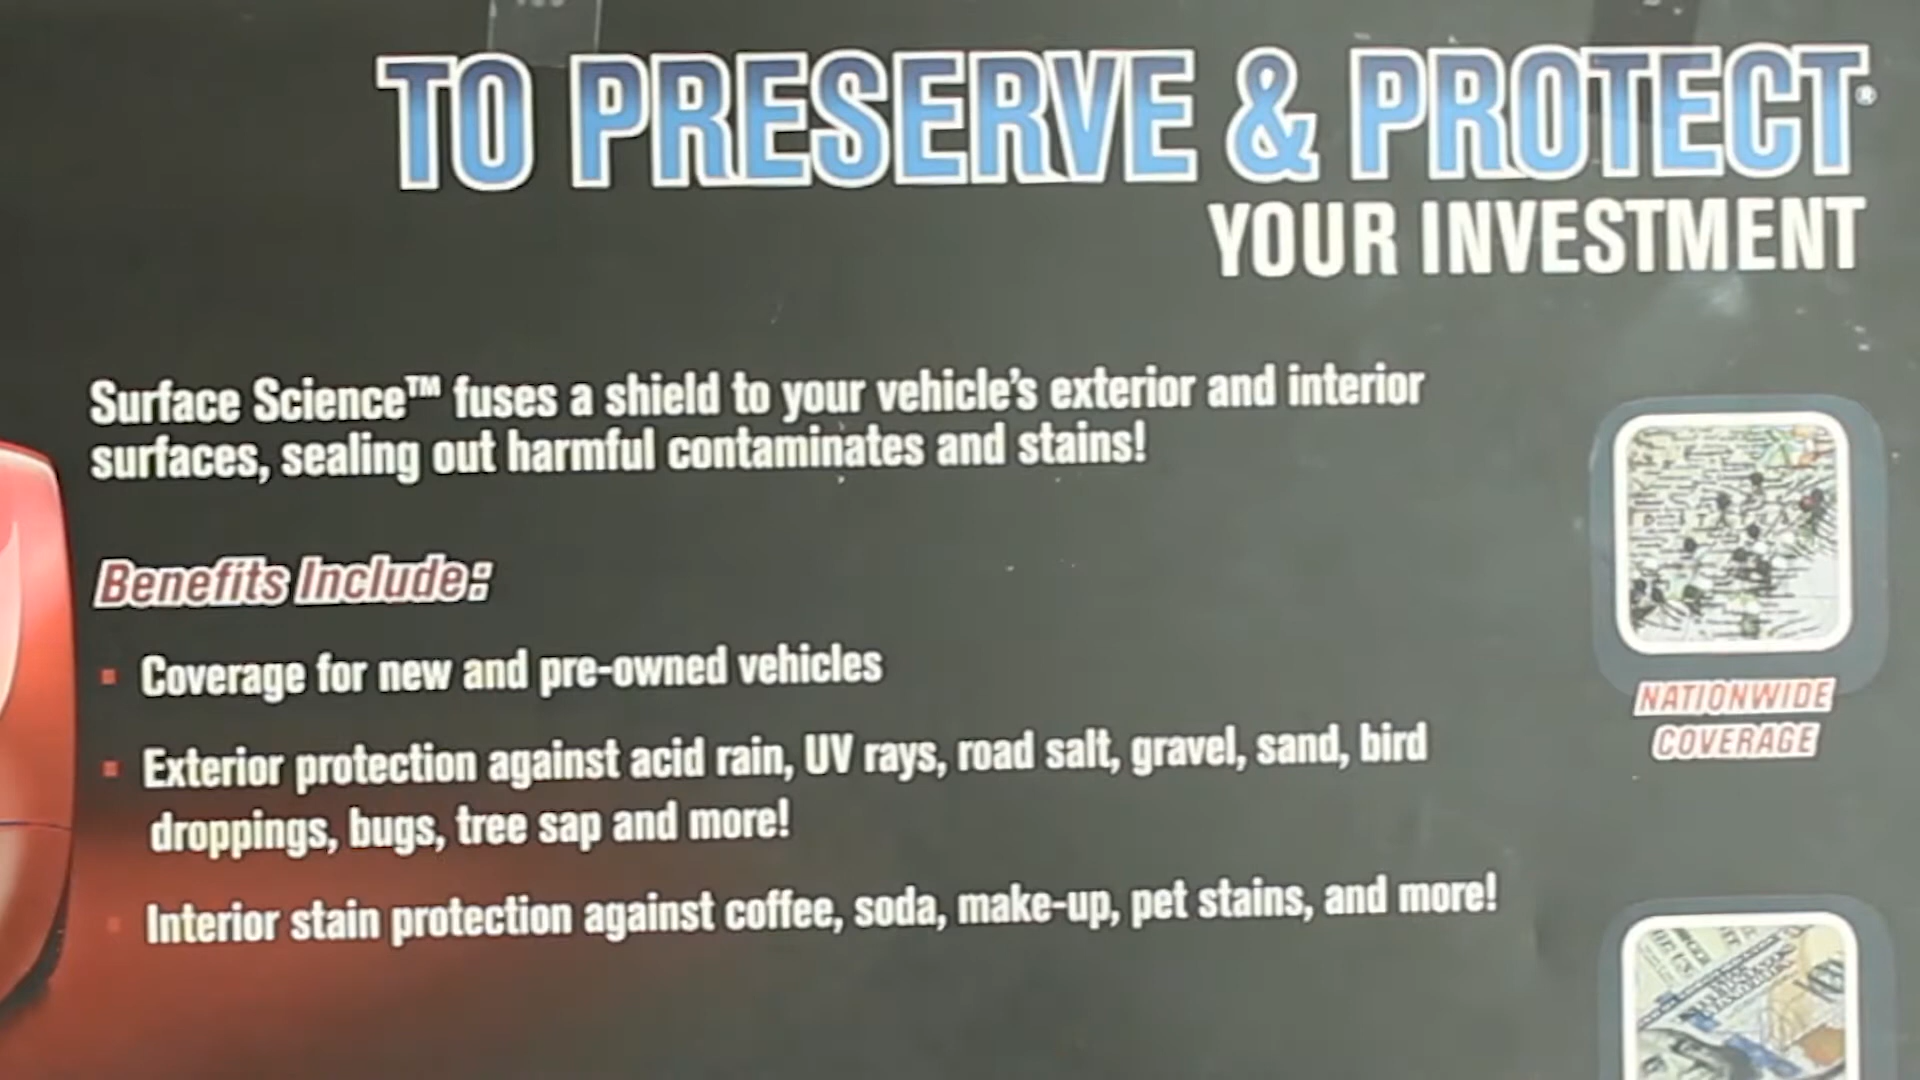 TO PRESERVE & PROTECT®
YOUR INVESTMENT
Surface Science™ fuses a shield to your vehicle's exterior and interior
surfaces, sealing out harmful contaminates and stains!
Benefits Include:
▪ Coverage for new and pre-owned vehicles
▪ Exterior protection against acid rain, UV rays, road salt, gravel, sand, bird
droppings, bugs, tree sap and more!
▪ Interior stain protection against coffee, soda, make-up, pet stains, and more!
NATIONWIDE
COVERAGE